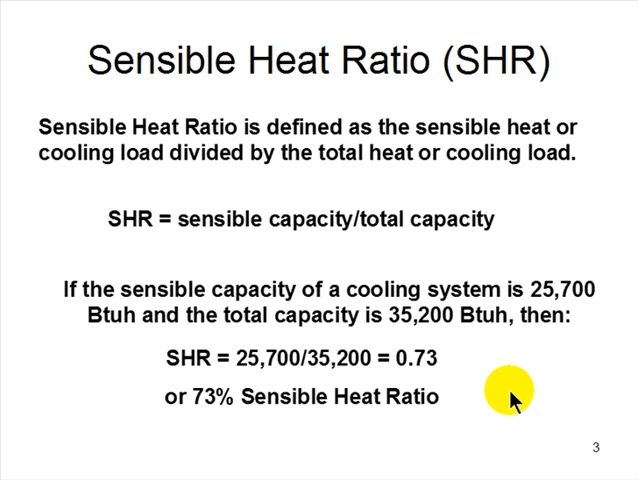 Sensible Heat Ratio (SHR)
Sensible Heat Ratio is defined as the sensible heat or
cooling load divided by the total heat or cooling load.
SHR = sensible capacity/total capacity
If the sensible capacity of a cooling system is 25,700
Btuh and the total capacity is 35,200 Btuh, then:
SHR = 25,700/35,200 = 0.73
or 73% Sensible Heat Ratio
3